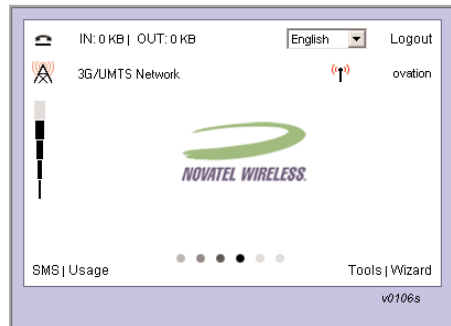 IN: 0 KB | OUT: 0 KB English Logout
3G/UMTS Network ovation
NOVATEL WIRELESS.
SMS | Usage Tools | Wizard
v0106s